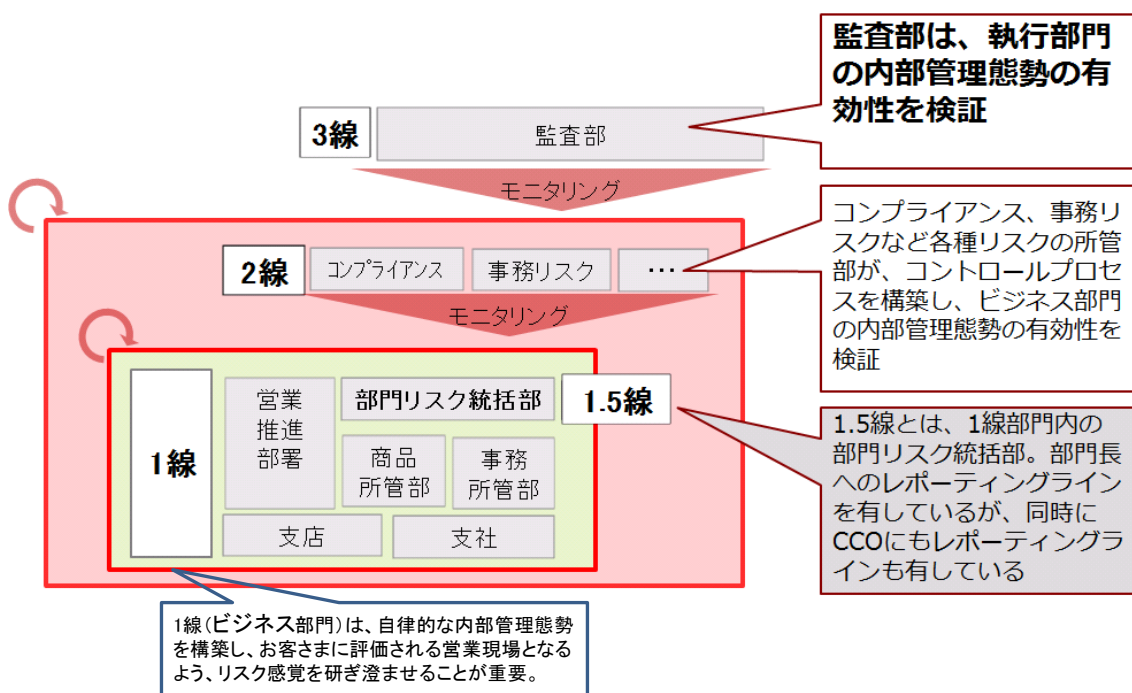 監査部は、執行部門
の内部管理態勢の有
効性を検証
3線
監査部
モニタリング
コンプライアンス、事務リ
スクなど各種リスクの所管
部が、コントロールプロセ
スを構築し、ビジネス部門
の内部管理態勢の有効性を
検証
2線
コンプライアンス
事務リスク
…
モニタリング
1線
営業
推進
部署
部門リスク統括部
1.5線
商品
所管部
事務
所管部
支店
支社
1.5線とは、1線部門内の
部門リスク統括部。部門長
へのレポーティングライン
を有しているが、同時に
CCOにもレポーティングラ
インも有している
1線(ビジネス部門)は、自律的な内部管理態勢
を構築し、お客さまに評価される営業現場となる
よう、リスク感覚を研ぎ澄ませることが重要。